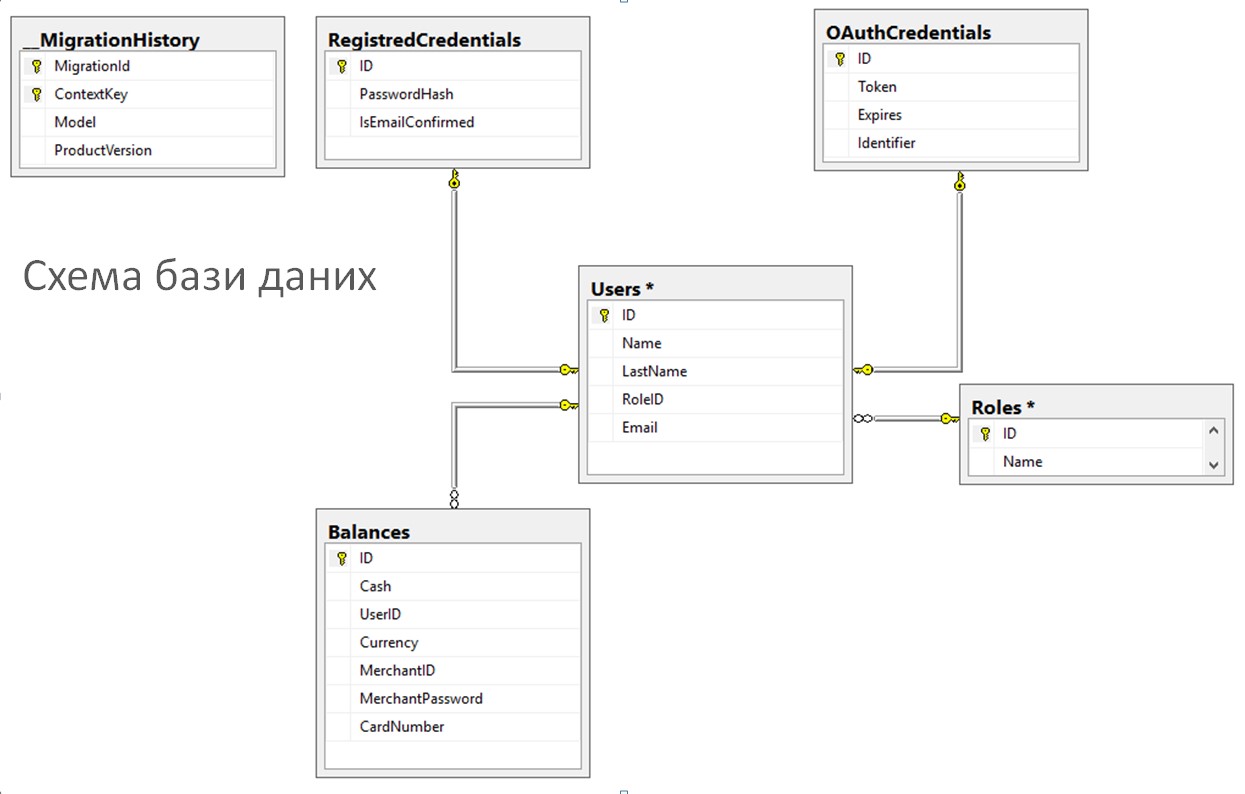 __MigrationHistory
MigrationId
ContextKey
Model
ProductVersion
RegistredCredentials
ID
PasswordHash
IsEmailConfirmed
OAuthCredentials
ID
Token
Expires
Identifier
Схема бази даних
Users *
ID
Name
LastName
RoleID
Email
Roles *
ID
Name
Balances
ID
Cash
UserID
Currency
MerchantID
MerchantPassword
CardNumber